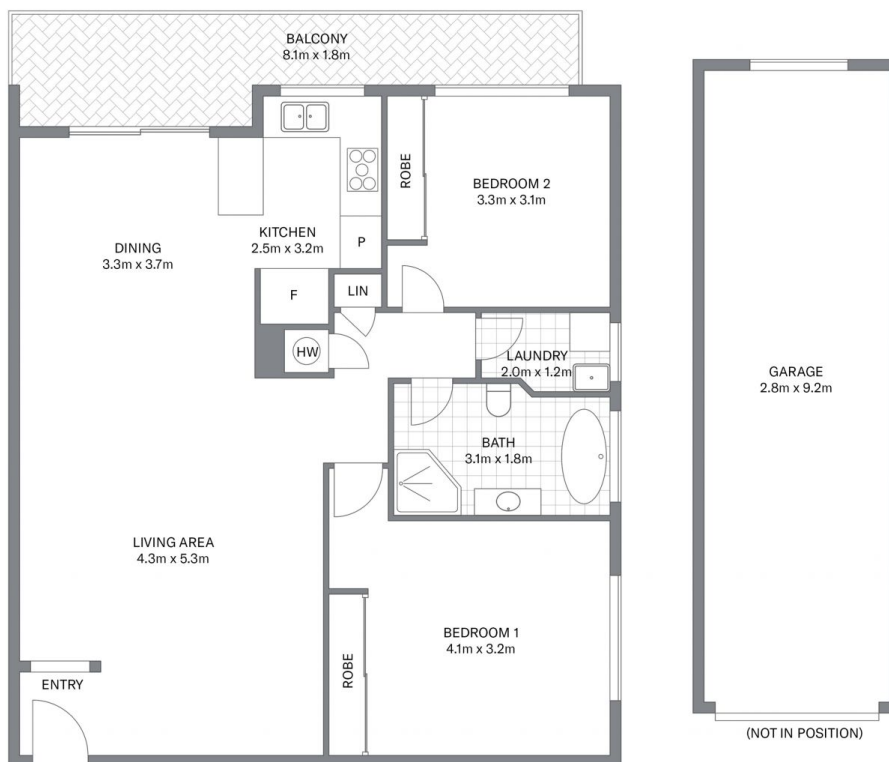 BALCONY
8.1m x 1.8m
ROBE
BEDROOM 2
3.3m x 3.1m
KITCHEN
2.5m x 3.2m
P
DINING
3.3m x 3.7m
F
LIN
HW
LAUNDRY
2.0m x 1.2m
GARAGE
2.8m x 9.2m
BATH
3.1m x 1.8m
LIVING AREA
4.3m x 5.3m
BEDROOM 1
4.1m x 3.2m
ROBE
ENTRY
(NOT IN POSITION)